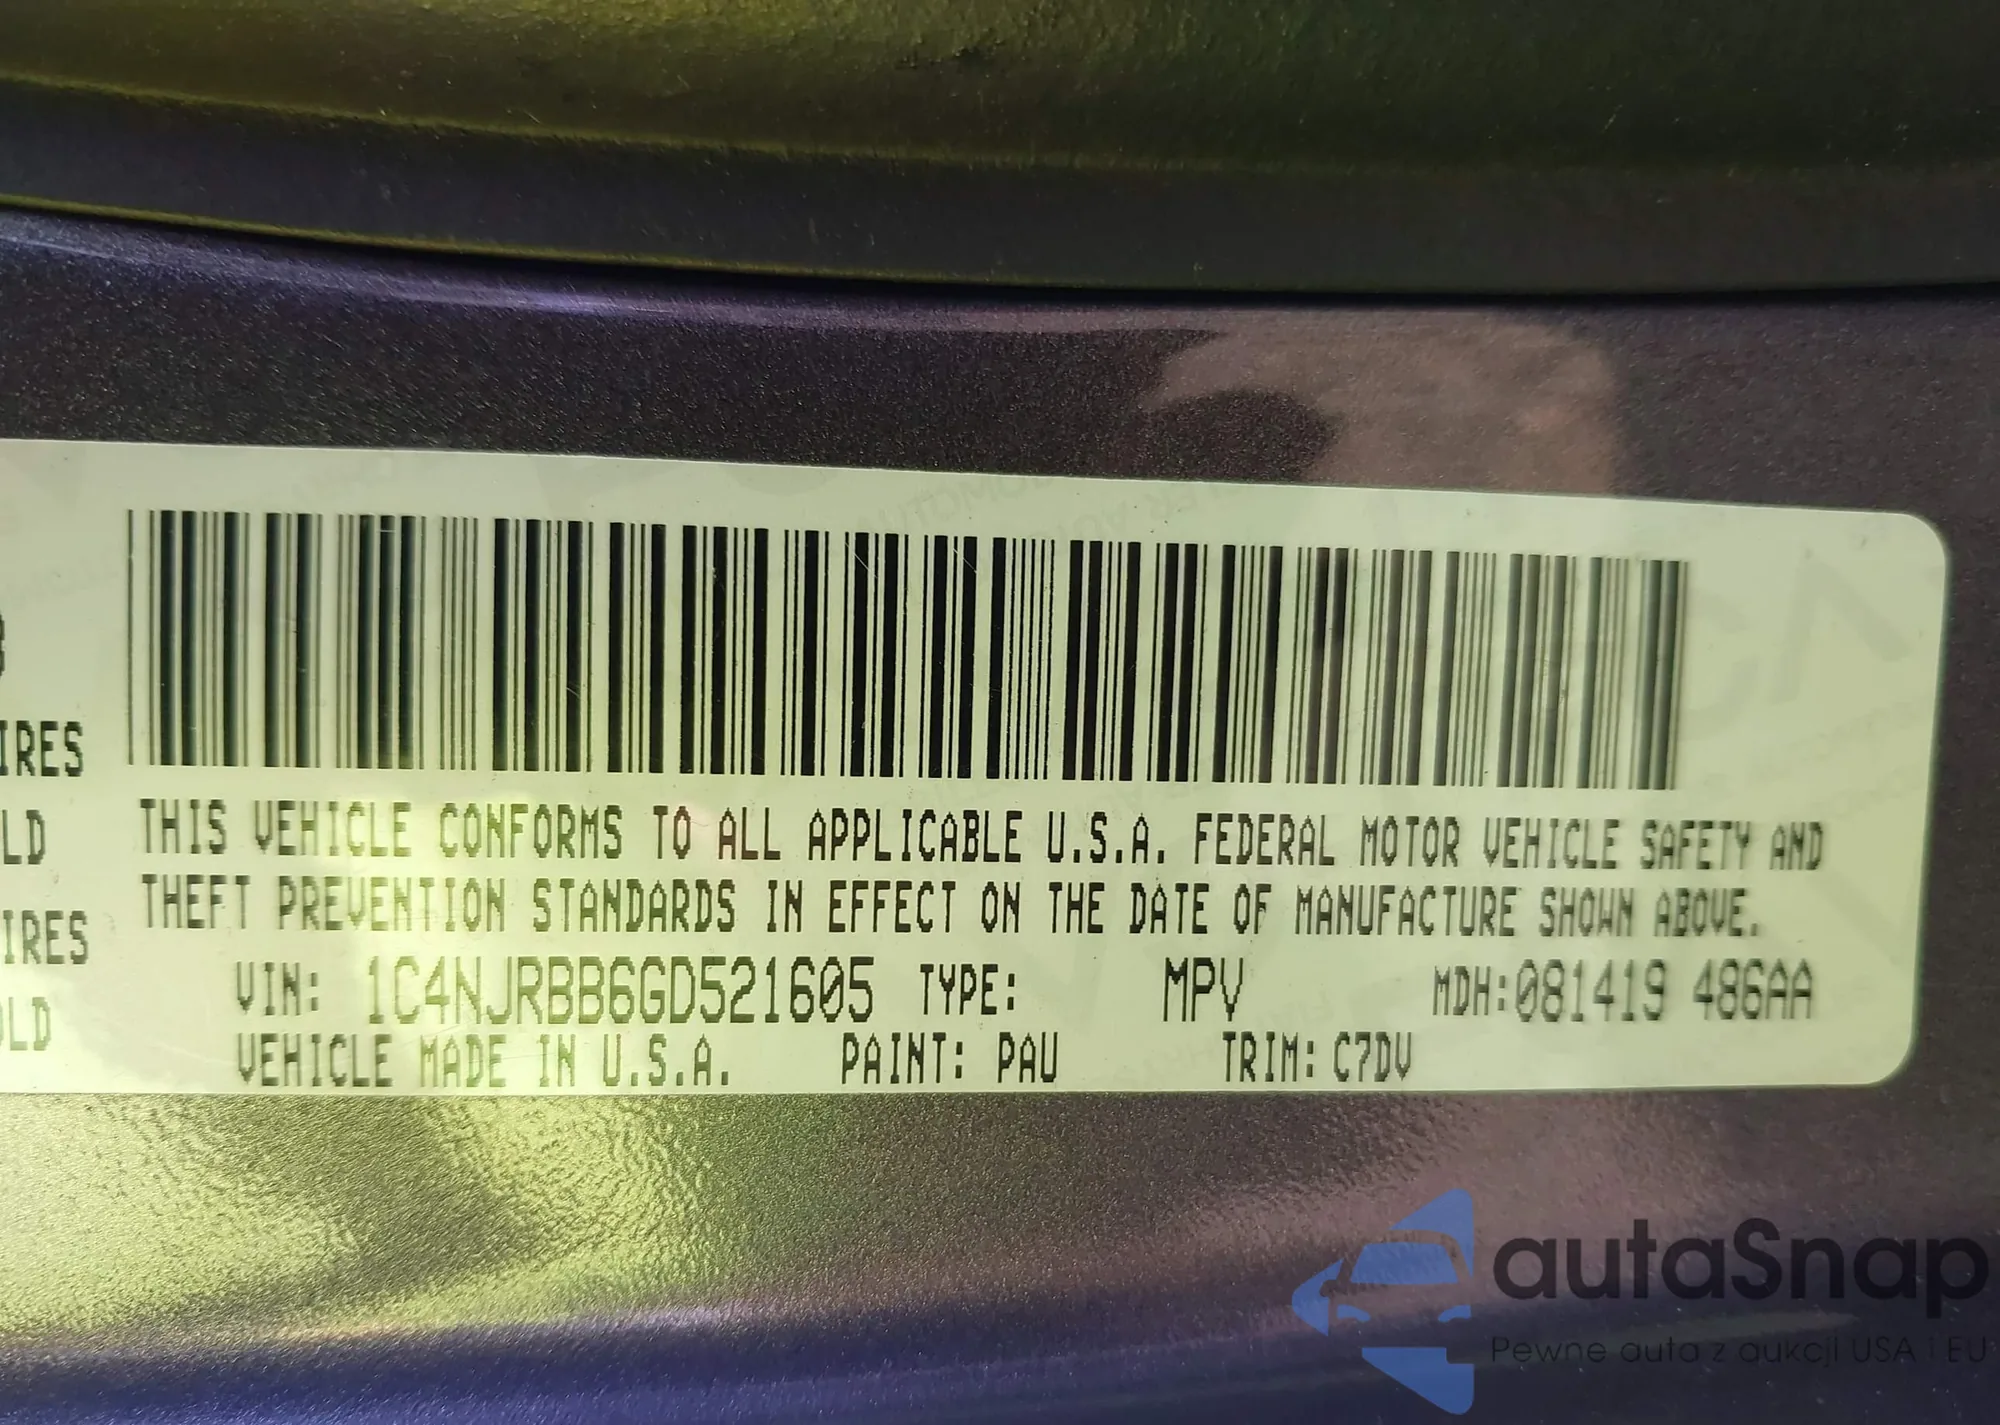 3
IRES
LD
IRES
OLD
THIS VEHICLE CONFORMS TO ALL APPLICABLE U.S.A. FEDERAL MOTOR VEHICLE SAFETY AND
THEFT PREVENTION STANDARDS IN EFFECT ON THE DATE OF MANUFACTURE SHOWN ABOVE.
VIN: 1C4NJRBB6GD521605 TYPE: MPV MDH:081419 486AA
VEHICLE MADE IN U.S.A. PAINT: PAU TRIM: C7DV
autaSnap
Pewne auta z aukcji USA i EU